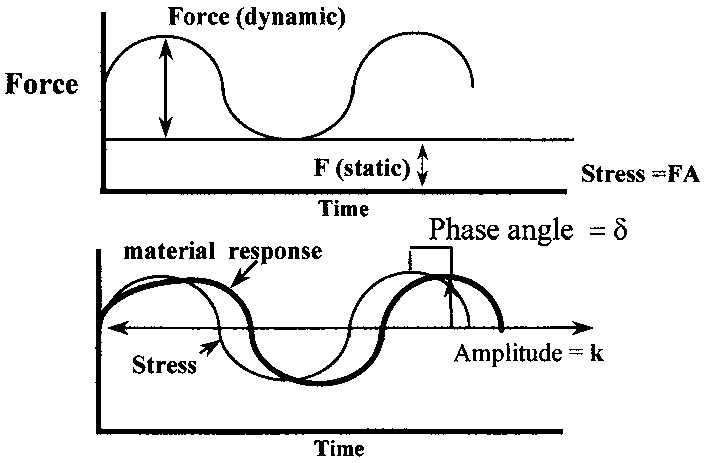 Force (dynamic)
Force
F (static)
Stress =FA
Time
Phase angle = δ
material response
Stress
Amplitude = k
Time